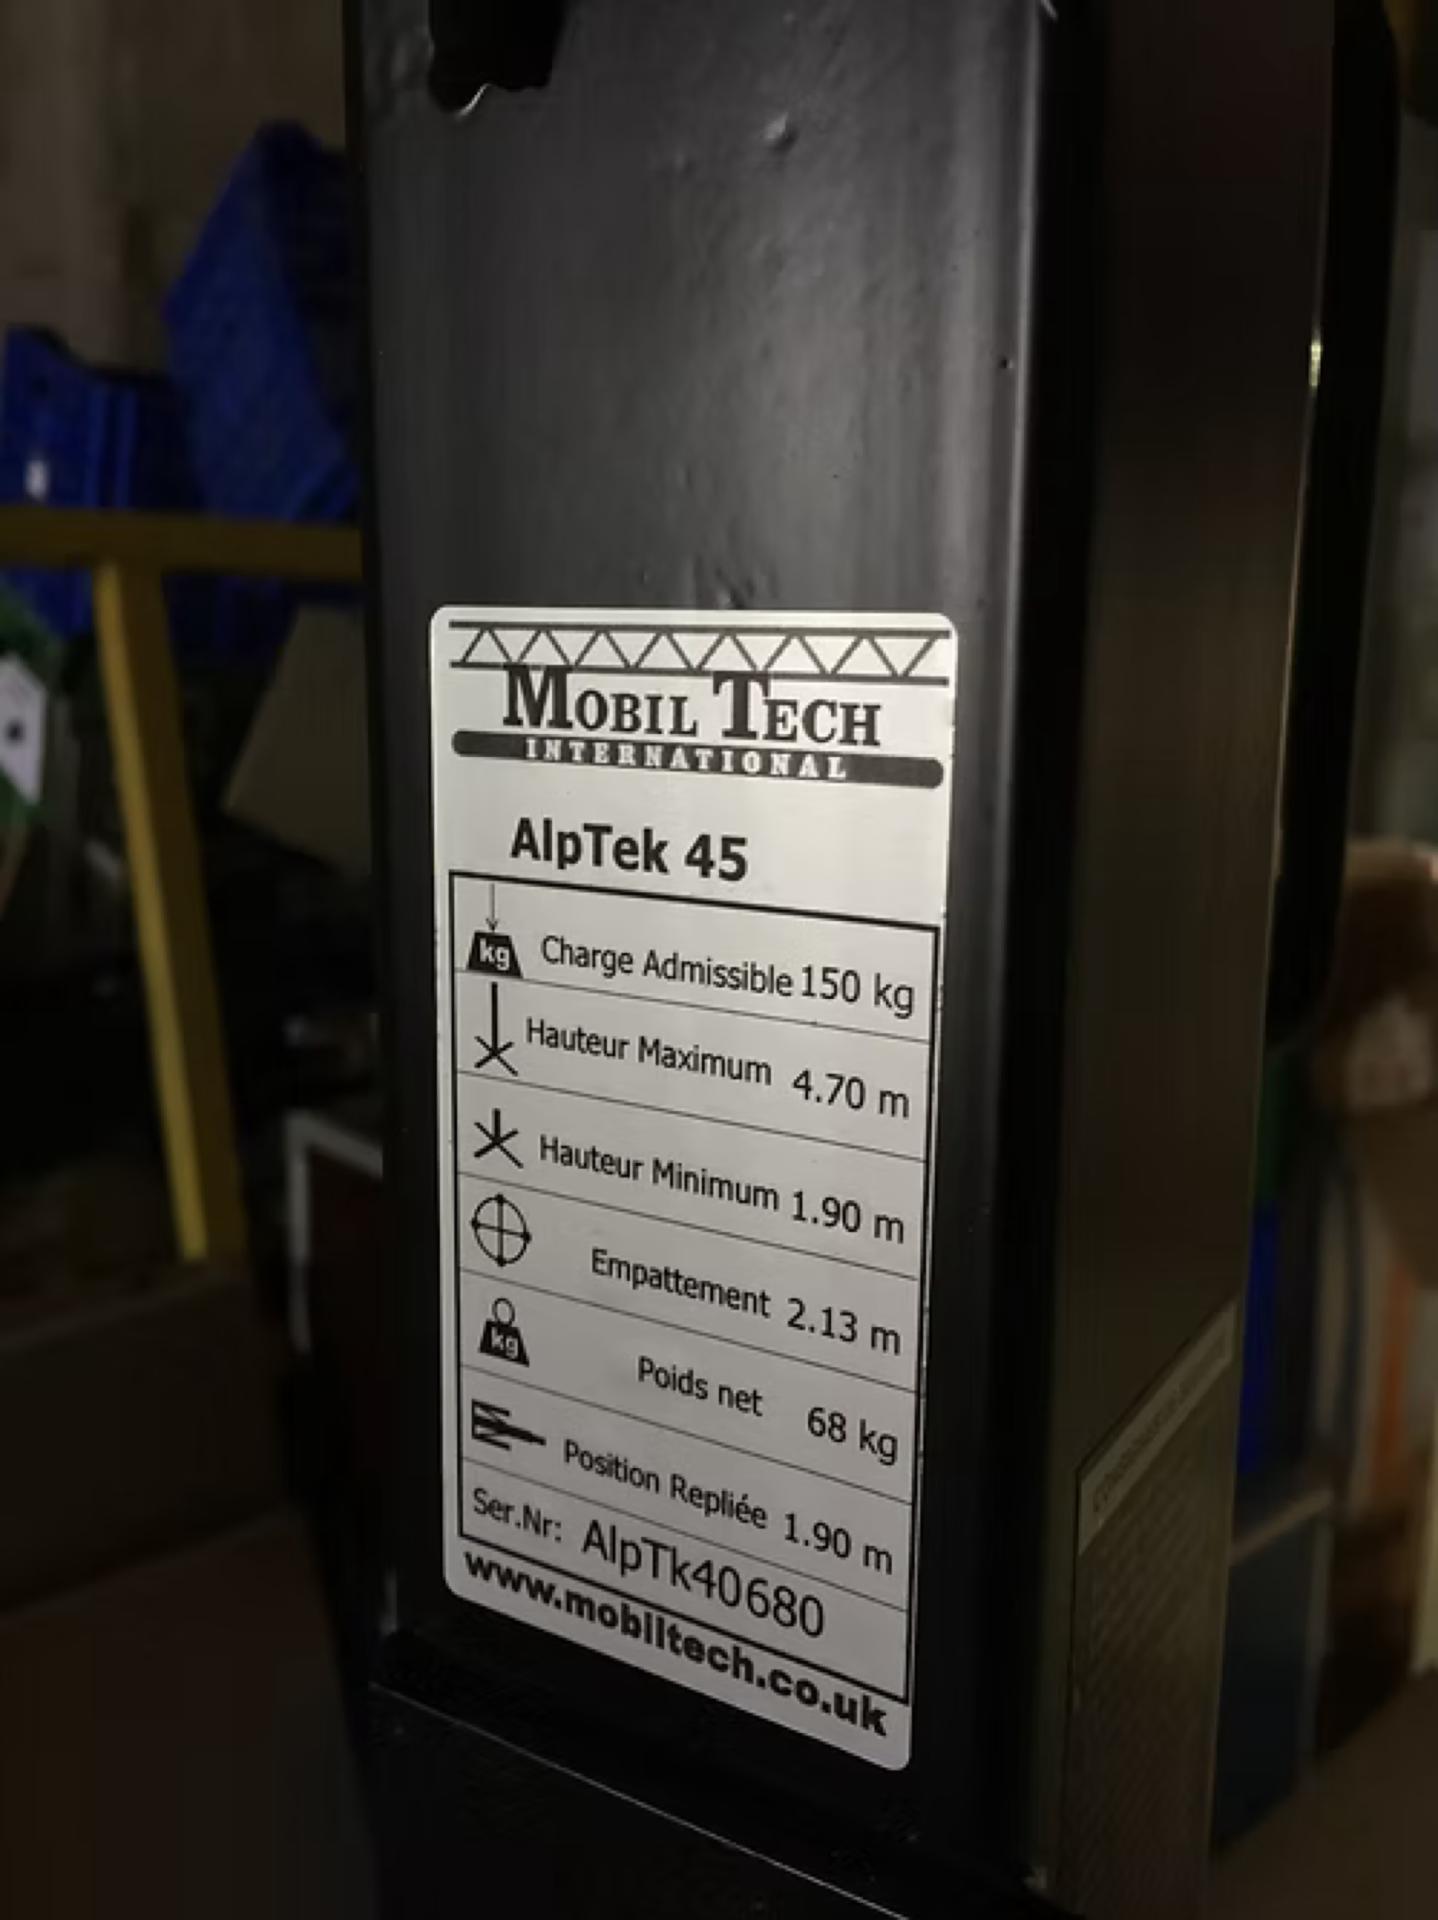 MOBIL TECH
INTERNATIONAL
AlpTek 45
kg Charge Admissible 150 kg
Hauteur Maximum 4.70 m
Hauteur Minimum 1.90 m
Empattement 2.13 m
kg Poids net 68 kg
Position Repliée 1.90 m
Ser.Nr: AlpTk40680
www.mobiltech.co.uk